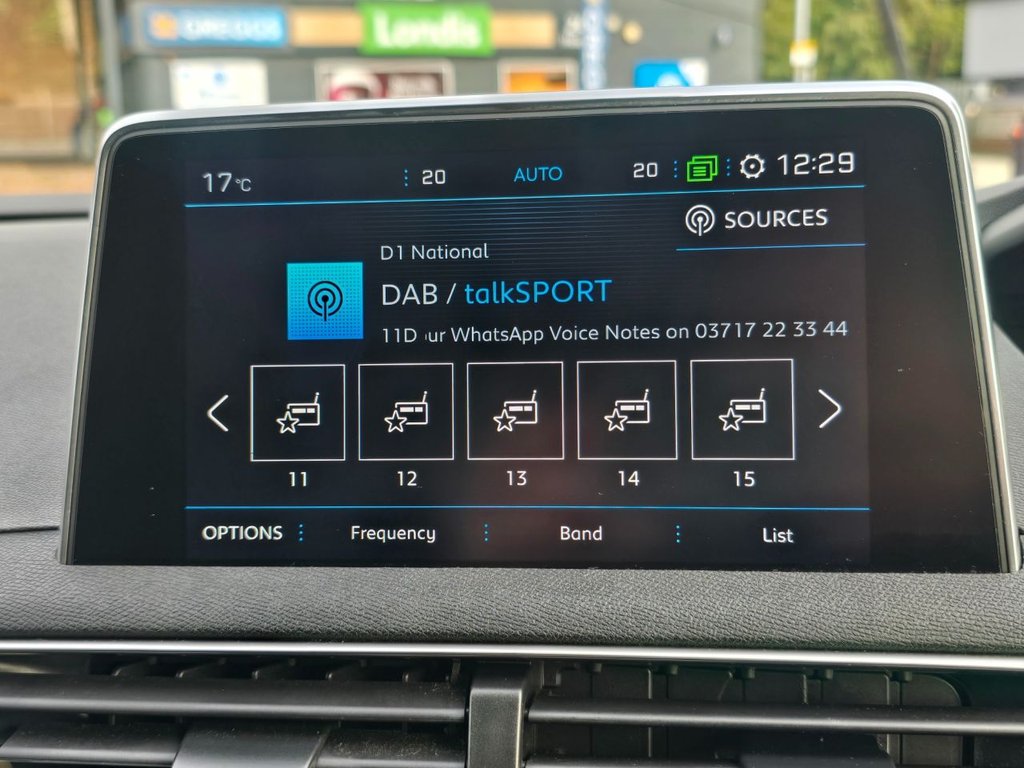 GREGGS
Londis
17°C
20
AUTO
20
12:29
SOURCES
D1 National
DAB / talkSPORT
11D ur WhatsApp Voice Notes on 03717 22 33 44
11
12
13
14
15
OPTIONS
Frequency
Band
List